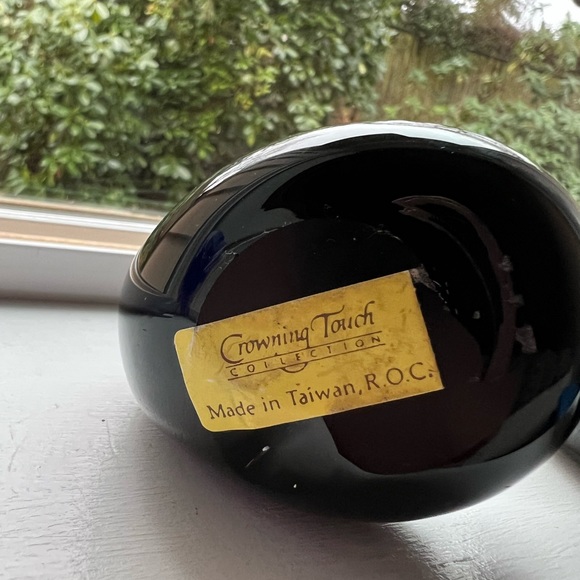 Crowning Touch
COLLECTION
Made in Taiwan, R.O.C.